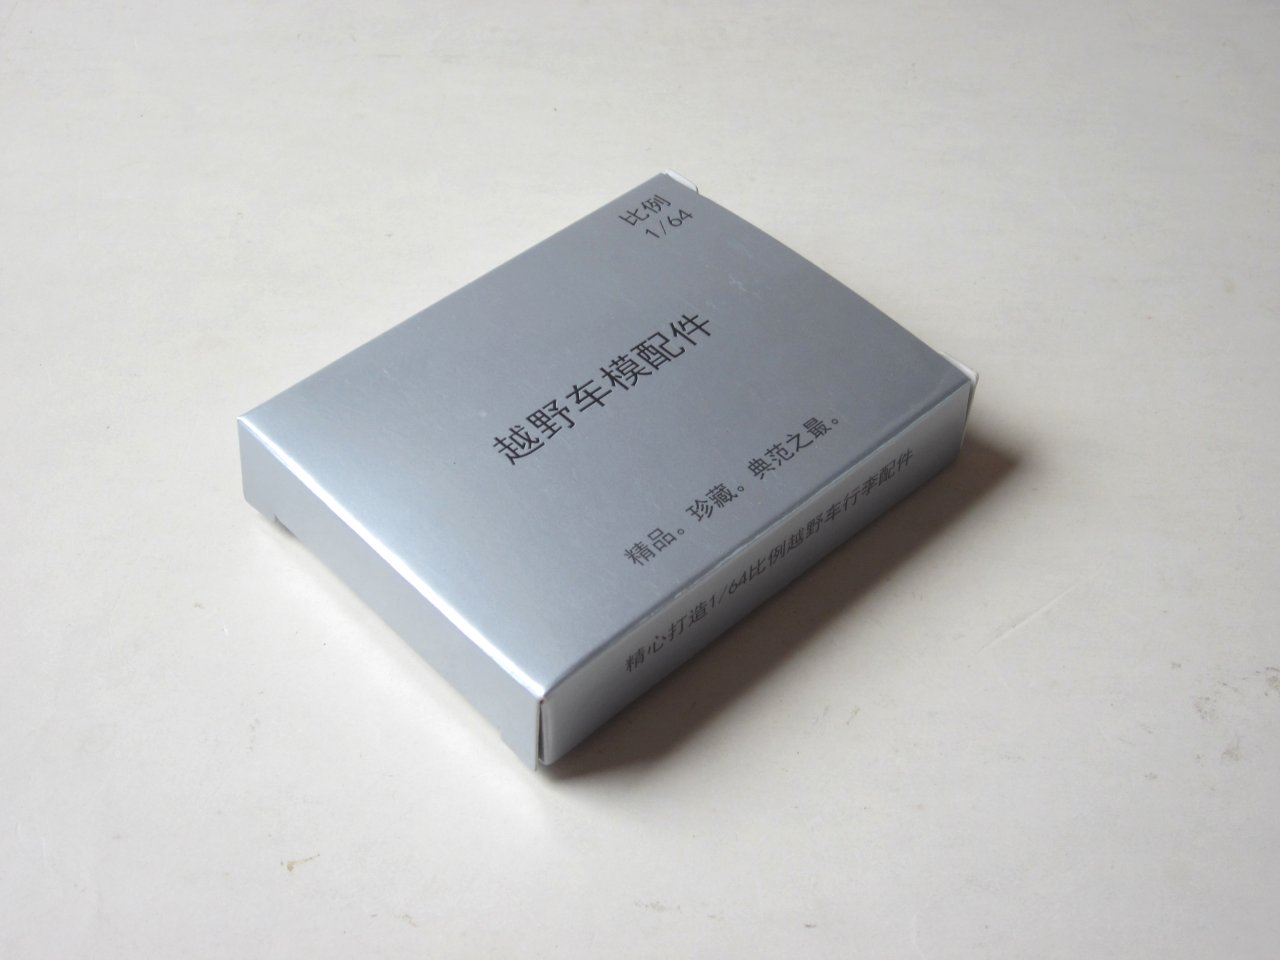 比例
1/64
越野车模配件
精品。珍藏。典范之最。
精心打造1/64比例越野车行李配件